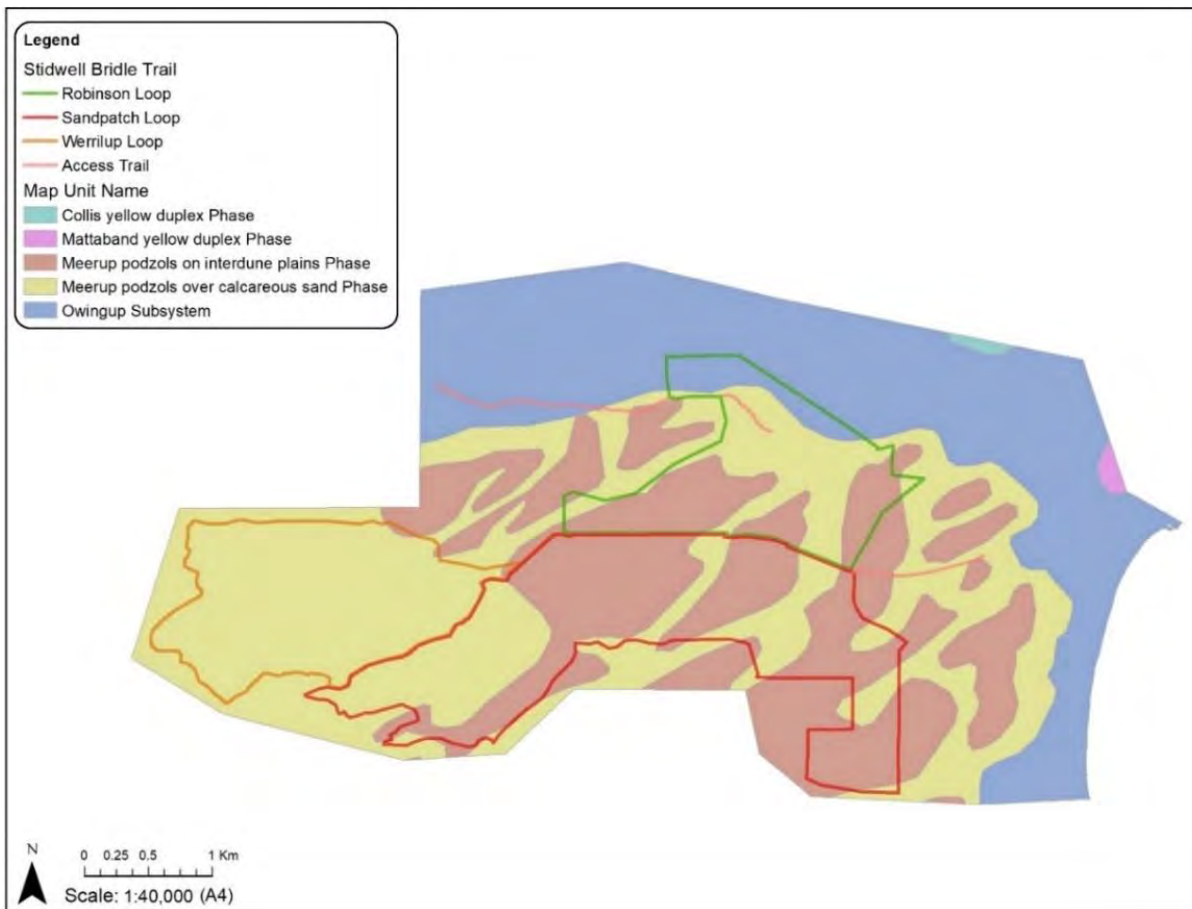 Legend
Stidwell Bridle Trail
Robinson Loop
Sandpatch Loop
Werrilup Loop
Access Trail
Map Unit Name
Collis yellow duplex Phase
Mattaband yellow duplex Phase
Meerup podzols on interdune plains Phase
Meerup podzols over calcareous sand Phase
Owingup Subsystem
N
0 0.25 0.5 1 Km
Scale: 1:40,000 (A4)